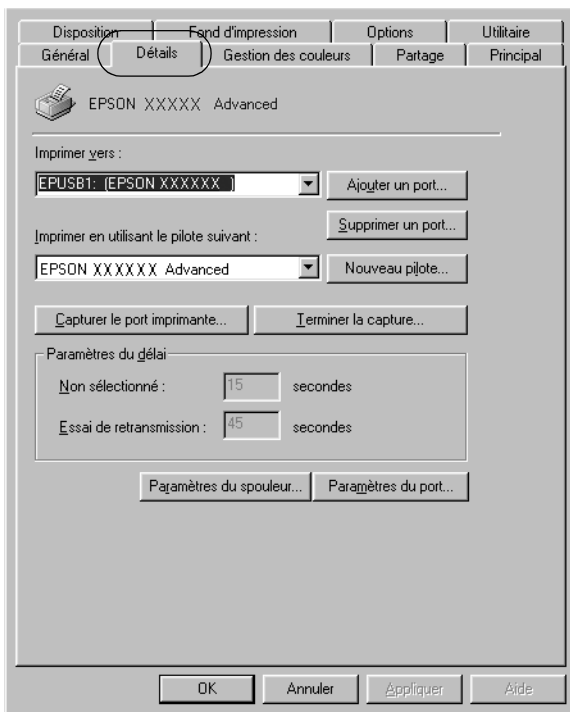 Disposition Fond d'impression Options Utilitaire
Général Détails Gestion des couleurs Partage Principal
EPSON XXXXX Advanced
Imprimer vers :
EPUSB1: (EPSON XXXXXX ) Ajouter un port...
Supprimer un port...
Imprimer en utilisant le pilote suivant :
EPSON XXXXXX Advanced Nouveau pilote...
Capturer le port imprimante... Terminer la capture...
Paramètres du délai
Non sélectionné : 15 secondes
Essai de retransmission : 45 secondes
Paramètres du spouleur... Paramètres du port...
OK Annuler Appliquer Aide